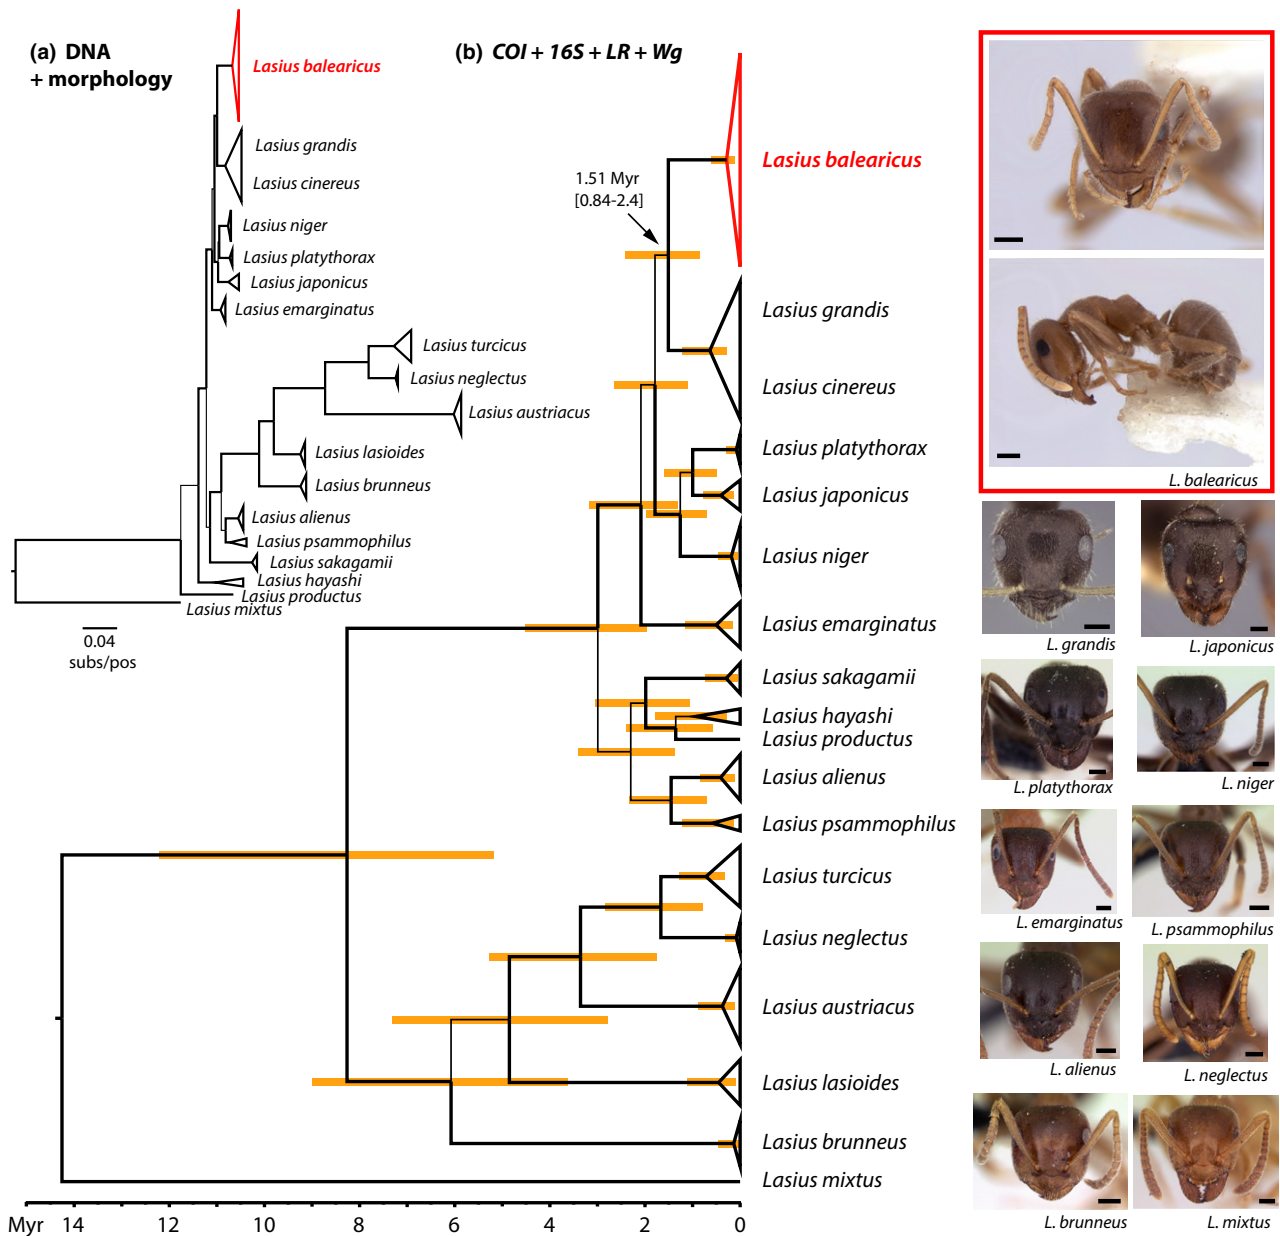 (a) DNA
+ morphology
Lasius balearicus
Lasius grandis
Lasius cinereus
Lasius niger
Lasius platythorax
Lasius japonicus
Lasius emarginatus
Lasius turcicus
Lasius neglectus
Lasius austriacus
Lasius lasioides
Lasius brunneus
Lasius alienus
Lasius psammophilus
Lasius sakagamii
Lasius hayashi
Lasius productus
Lasius mixtus
0.04
subs/pos
(b) COI + 16S + LR + Wg
1.51 Myr
[0.84-2.4]
Lasius balearicus
Lasius grandis
Lasius cinereus
Lasius platythorax
Lasius japonicus
Lasius niger
Lasius emarginatus
Lasius sakagamii
Lasius hayashi
Lasius productus
Lasius alienus
Lasius psammophilus
Lasius turcicus
Lasius neglectus
Lasius austriacus
Lasius lasioides
Lasius brunneus
Lasius mixtus
Myr 14 12 10 8 6 4 2 0
L. balearicus
L. grandis
L. japonicus
L. platythorax
L. niger
L. emarginatus
L. psammophilus
L. alienus
L. neglectus
L. brunneus
L. mixtus